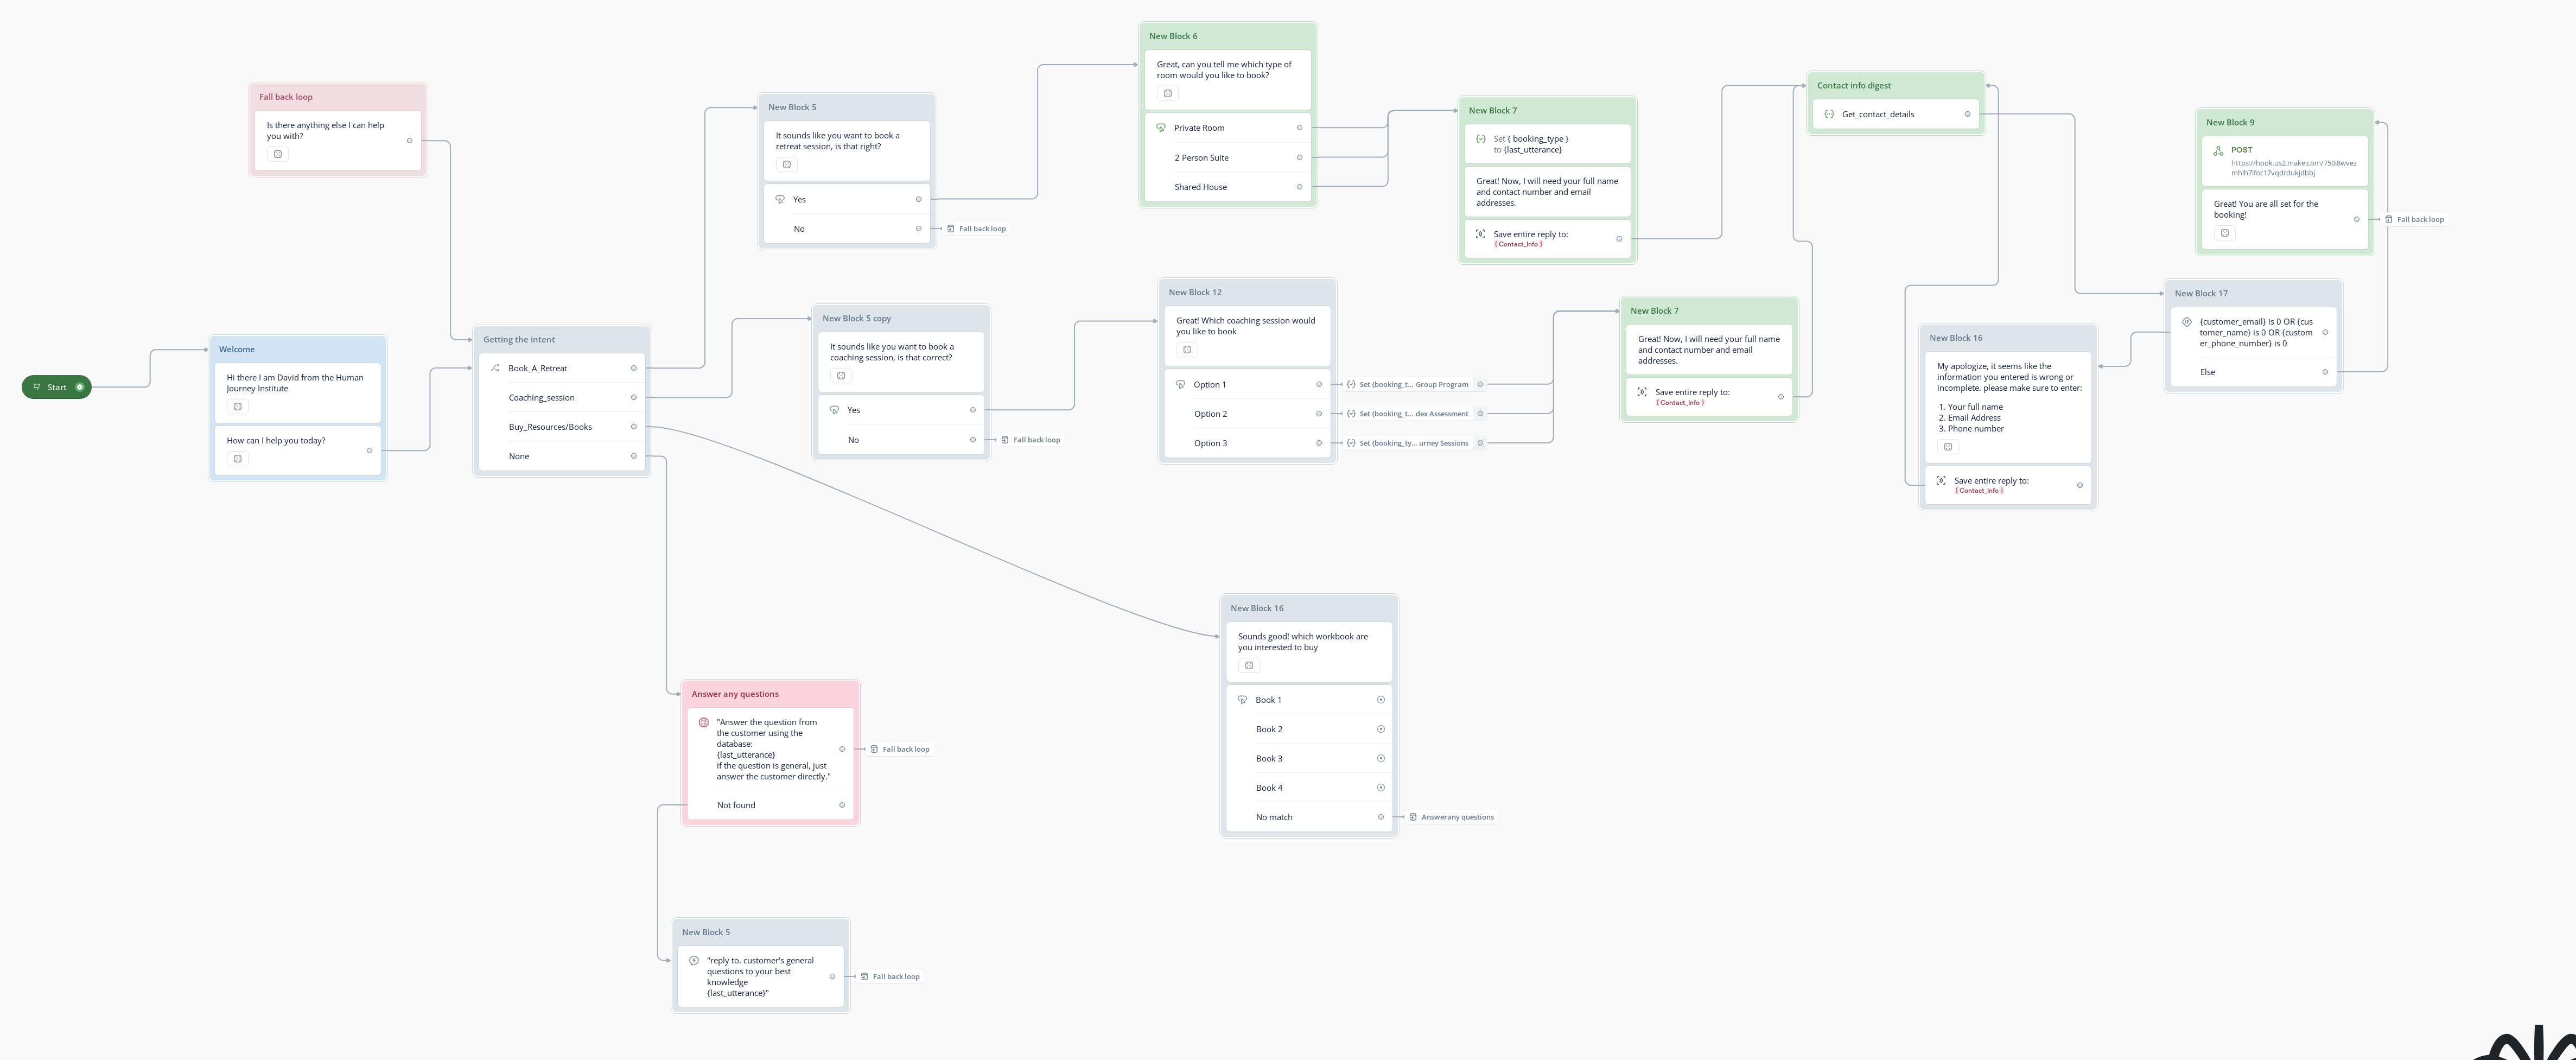 Start
Fall back loop
Is there anything else I can help
you with?
Welcome
Hi there I am David from the Human
Journey Institute
How can I help you today?
Getting the intent
Book_A_Retreat
Coaching_session
Buy_Resources/Books
None
New Block 5
It sounds like you want to book a
retreat session, is that right?
Yes
No
Fall back loop
New Block 5 copy
It sounds like you want to book a
coaching session, is that correct?
Yes
No
Fall back loop
New Block 6
Great, can you tell me which type of
room would you like to book?
Private Room
2 Person Suite
Shared House
New Block 7
Set { booking_type }
to {last_utterance}
Great! Now, I will need your full name
and contact number and email
addresses.
Save entire reply to:
{ Contact_Info }
New Block 12
Great! Which coaching session would
you like to book
Option 1
Set {booking_t... Group Program
Option 2
Set {booking_t... dex Assessment
Option 3
Set {booking_ty... urney Sessions
New Block 7
Great! Now, I will need your full name
and contact number and email
addresses.
Save entire reply to:
{ Contact_Info }
Contact info digest
Get_contact_details
New Block 9
POST
https://hook.us2.make.com/750i8wvez
mhlh7ifoc17vqdrdukjdbbj
Great! You are all set for the
booking!
Fall back loop
New Block 17
{customer_email} is 0 OR {cus
tomer_name} is 0 OR {custom
er_phone_number} is 0
Else
New Block 16
My apologize, it seems like the
information you entered is wrong or
incomplete. please make sure to enter:
1. Your full name
2. Email Address
3. Phone number
Save entire reply to:
{ Contact_Info }
New Block 16
Sounds good! which workbook are
you interested to buy
Book 1
Book 2
Book 3
Book 4
No match
Answer any questions
Answer any questions
"Answer the question from
the customer using the
database:
{last_utterance}
if the question is general, just
answer the customer directly."
Fall back loop
Not found
New Block 5
"reply to. customer's general
questions to your best
knowledge
{last_utterance}"
Fall back loop